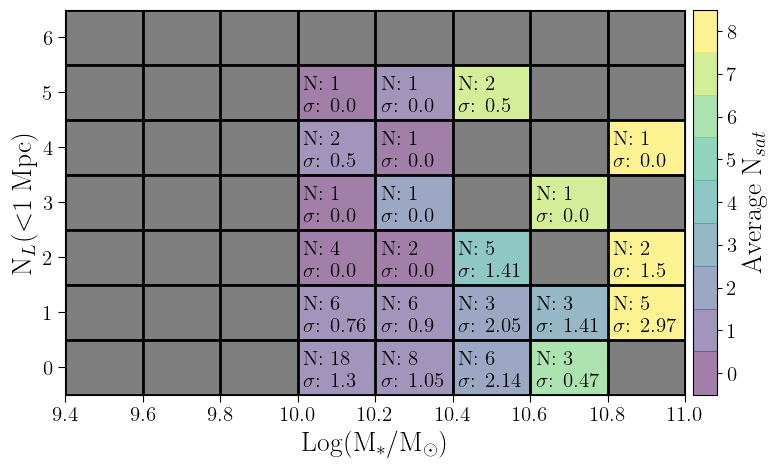 6
5
4
3
2
1
0
N_L(<1 Mpc)
N: 1
σ: 0.0
N: 1
σ: 0.0
N: 2
σ: 0.5
N: 2
σ: 0.5
N: 1
σ: 0.0
N: 1
σ: 0.0
N: 1
σ: 0.0
N: 1
σ: 0.0
N: 1
σ: 0.0
N: 4
σ: 0.0
N: 2
σ: 0.0
N: 5
σ: 1.41
N: 2
σ: 1.5
N: 6
σ: 0.76
N: 6
σ: 0.9
N: 3
σ: 2.05
N: 3
σ: 1.41
N: 5
σ: 2.97
N: 18
σ: 1.3
N: 8
σ: 1.05
N: 6
σ: 2.14
N: 3
σ: 0.47
9.4 9.6 9.8 10.0 10.2 10.4 10.6 10.8 11.0
Log(M_*/M_⊙)
8
7
6
5
4
3
2
1
0
Average N_sat